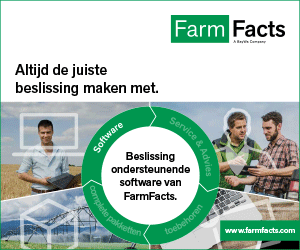 Farm Facts
A BayWa Company
Altijd de juiste
beslissing maken met.
Software
Service & Advies
Beslissing
ondersteunende
software van
FarmFacts.
complete pakketten
toebehoren
www.farmfacts.com